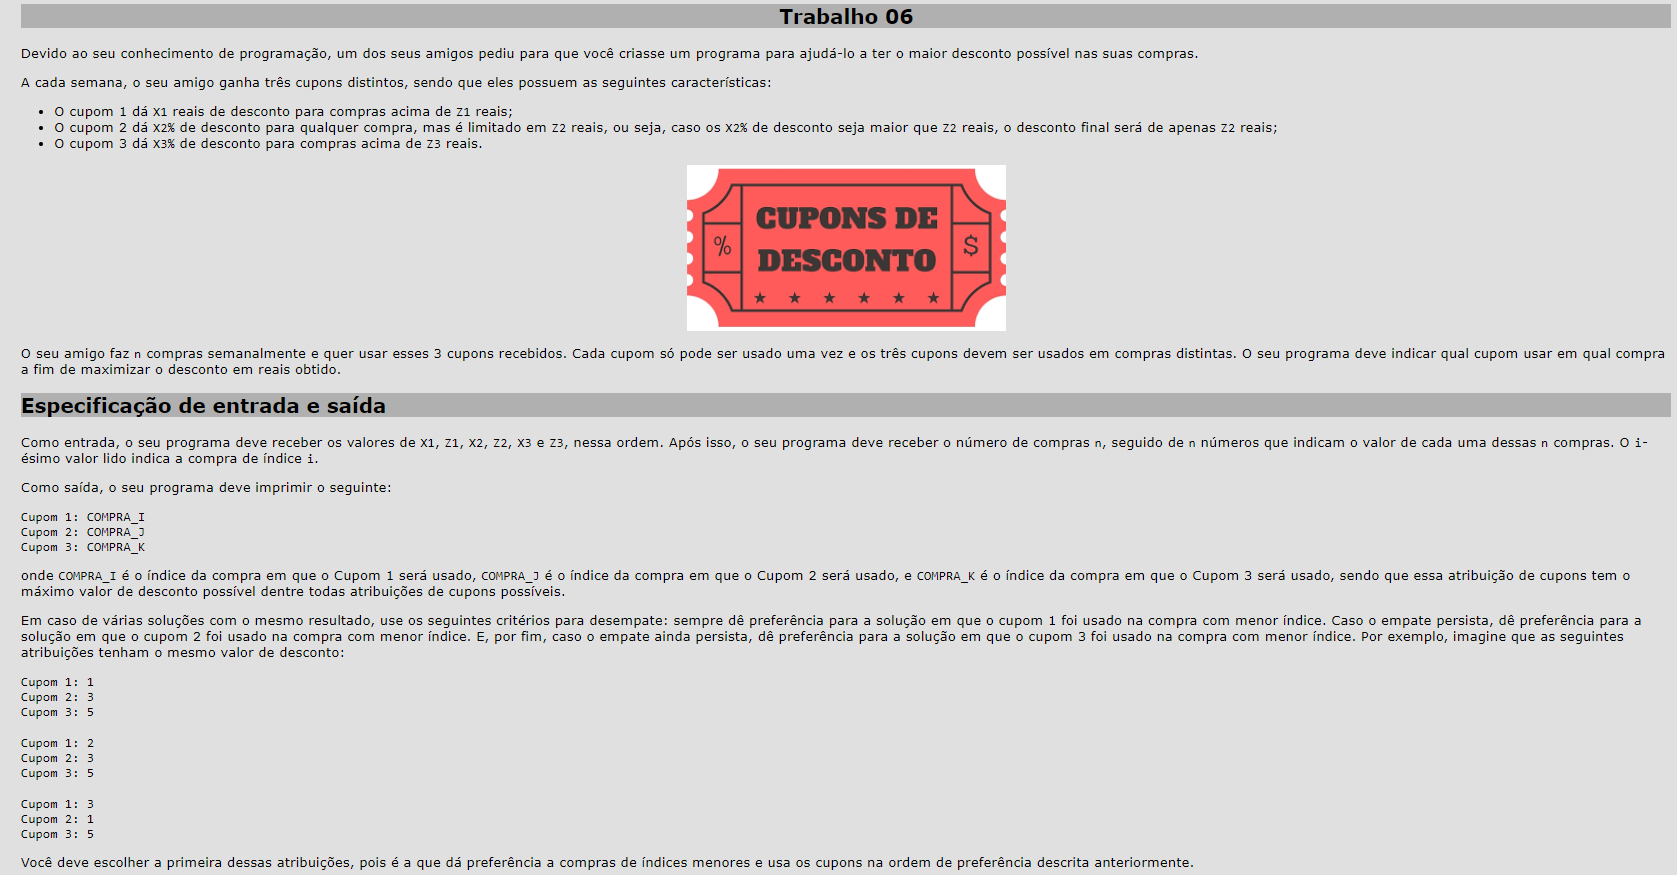 Trabalho 06
Devido ao seu conhecimento de programação, um dos seus amigos pediu para que você criasse um programa para ajudá-lo a ter o maior desconto possível nas suas compras.
A cada semana, o seu amigo ganha três cupons distintos, sendo que eles possuem as seguintes características:
• O cupom 1 dá X1 reais de desconto para compras acima de Z1 reais;
• O cupom 2 dá X2% de desconto para qualquer compra, mas é limitado em Z2 reais, ou seja, caso os X2% de desconto seja maior que Z2 reais, o desconto final será de apenas Z2 reais;
• O cupom 3 dá X3% de desconto para compras acima de Z3 reais.
CUPONS DE
% $
DESCONTO
O seu amigo faz n compras semanalmente e quer usar esses 3 cupons recebidos. Cada cupom só pode ser usado uma vez e os três cupons devem ser usados em compras distintas. O seu programa deve indicar qual cupom usar em qual compra
a fim de maximizar o desconto em reais obtido.
Especificação de entrada e saída
Como entrada, o seu programa deve receber os valores de X1, Z1, X2, Z2, X3 e Z3, nessa ordem. Após isso, o seu programa deve receber o número de compras n, seguido de n números que indicam o valor de cada uma dessas n compras. O i-
ésimo valor lido indica a compra de índice i.
Como saída, o seu programa deve imprimir o seguinte:
Cupom 1: COMPRA_I
Cupom 2: COMPRA_J
Cupom 3: COMPRA_K
onde COMPRA_I é o índice da compra em que o Cupom 1 será usado, COMPRA_J é o índice da compra em que o Cupom 2 será usado, e COMPRA_K é o índice da compra em que o Cupom 3 será usado, sendo que essa atribuição de cupons tem o
máximo valor de desconto possível dentre todas atribuições de cupons possíveis.
Em caso de várias soluções com o mesmo resultado, use os seguintes critérios para desempate: sempre dê preferência para a solução em que o cupom 1 foi usado na compra com menor índice. Caso o empate persista, dê preferência para a
solução em que o cupom 2 foi usado na compra com menor índice. E, por fim, caso o empate ainda persista, dê preferência para a solução em que o cupom 3 foi usado na compra com menor índice. Por exemplo, imagine que as seguintes
atribuições tenham o mesmo valor de desconto:
Cupom 1: 1
Cupom 2: 3
Cupom 3: 5
Cupom 1: 2
Cupom 2: 3
Cupom 3: 5
Cupom 1: 3
Cupom 2: 1
Cupom 3: 5
Você deve escolher a primeira dessas atribuições, pois é a que dá preferência a compras de índices menores e usa os cupons na ordem de preferência descrita anteriormente.